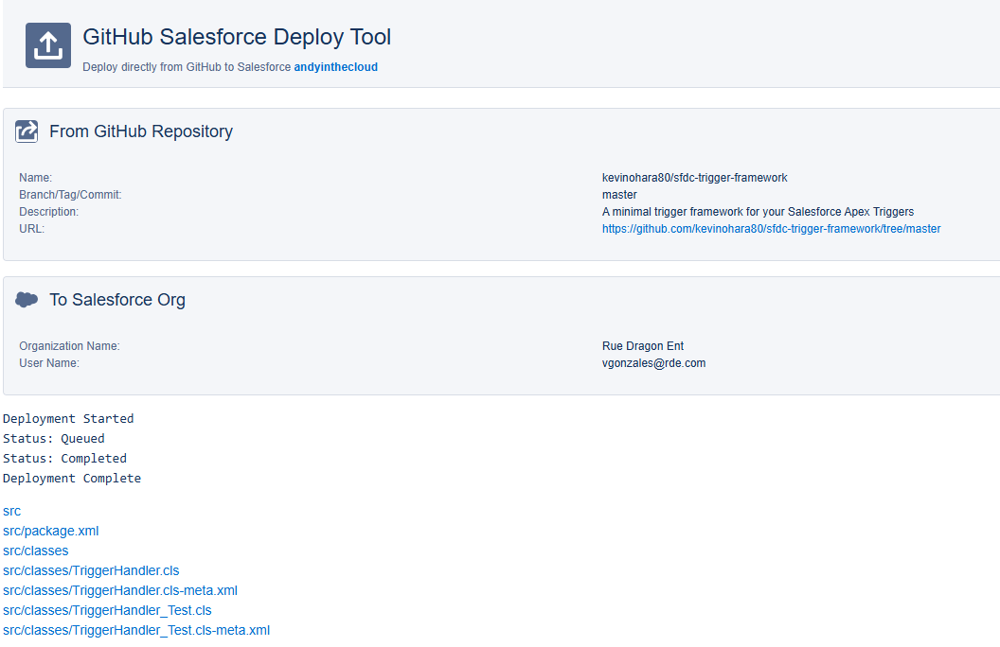 GitHub Salesforce Deploy Tool
Deploy directly from GitHub to Salesforce andyinthecloud
From GitHub Repository
Name: kevinohara80/sfdc-trigger-framework
Branch/Tag/Commit: master
Description: A minimal trigger framework for your Salesforce Apex Triggers
URL: https://github.com/kevinohara80/sfdc-trigger-framework/tree/master
To Salesforce Org
Organization Name: Rue Dragon Ent
User Name: vgonzales@rde.com
Deployment Started
Status: Queued
Status: Completed
Deployment Complete
src
src/package.xml
src/classes
src/classes/TriggerHandler.cls
src/classes/TriggerHandler.cls-meta.xml
src/classes/TriggerHandler_Test.cls
src/classes/TriggerHandler_Test.cls-meta.xml